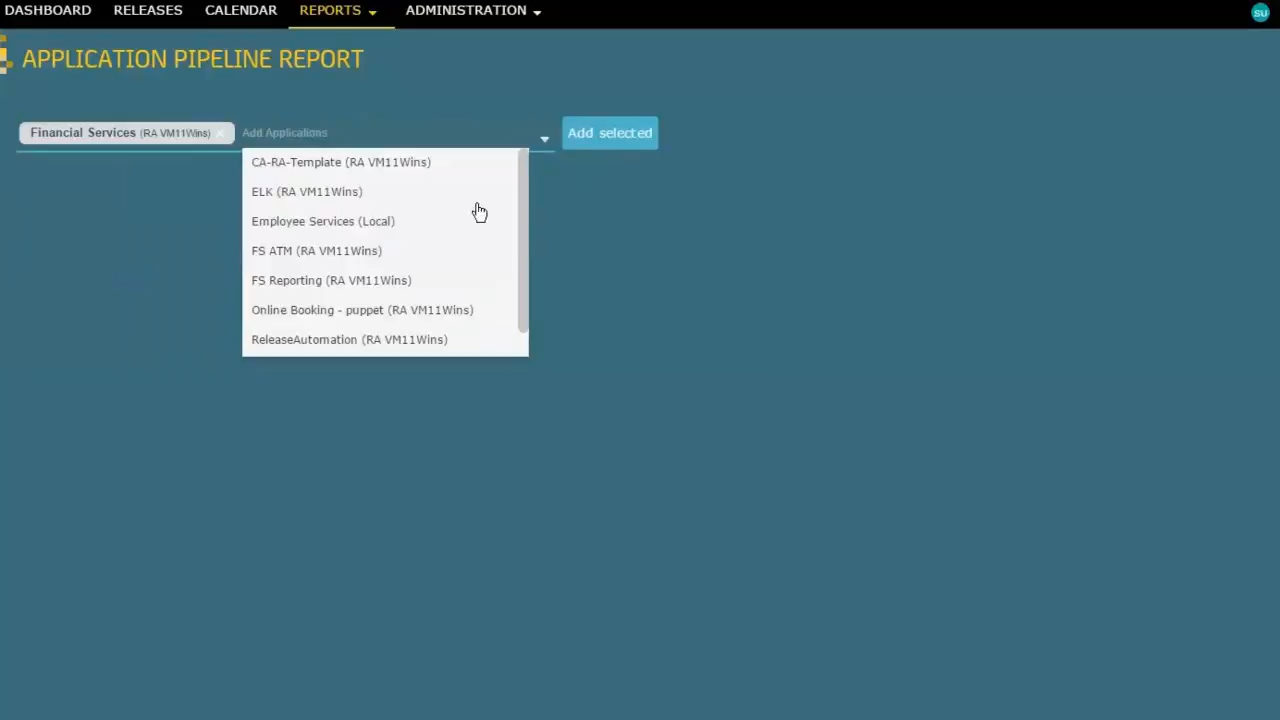 DASHBOARD RELEASES CALENDAR REPORTS ADMINISTRATION SU
APPLICATION PIPELINE REPORT
Financial Services (RA VM11Wins) × Add Applications Add selected
CA-RA-Template (RA VM11Wins)
ELK (RA VM11Wins)
Employee Services (Local)
FS ATM (RA VM11Wins)
FS Reporting (RA VM11Wins)
Online Booking - puppet (RA VM11Wins)
ReleaseAutomation (RA VM11Wins)